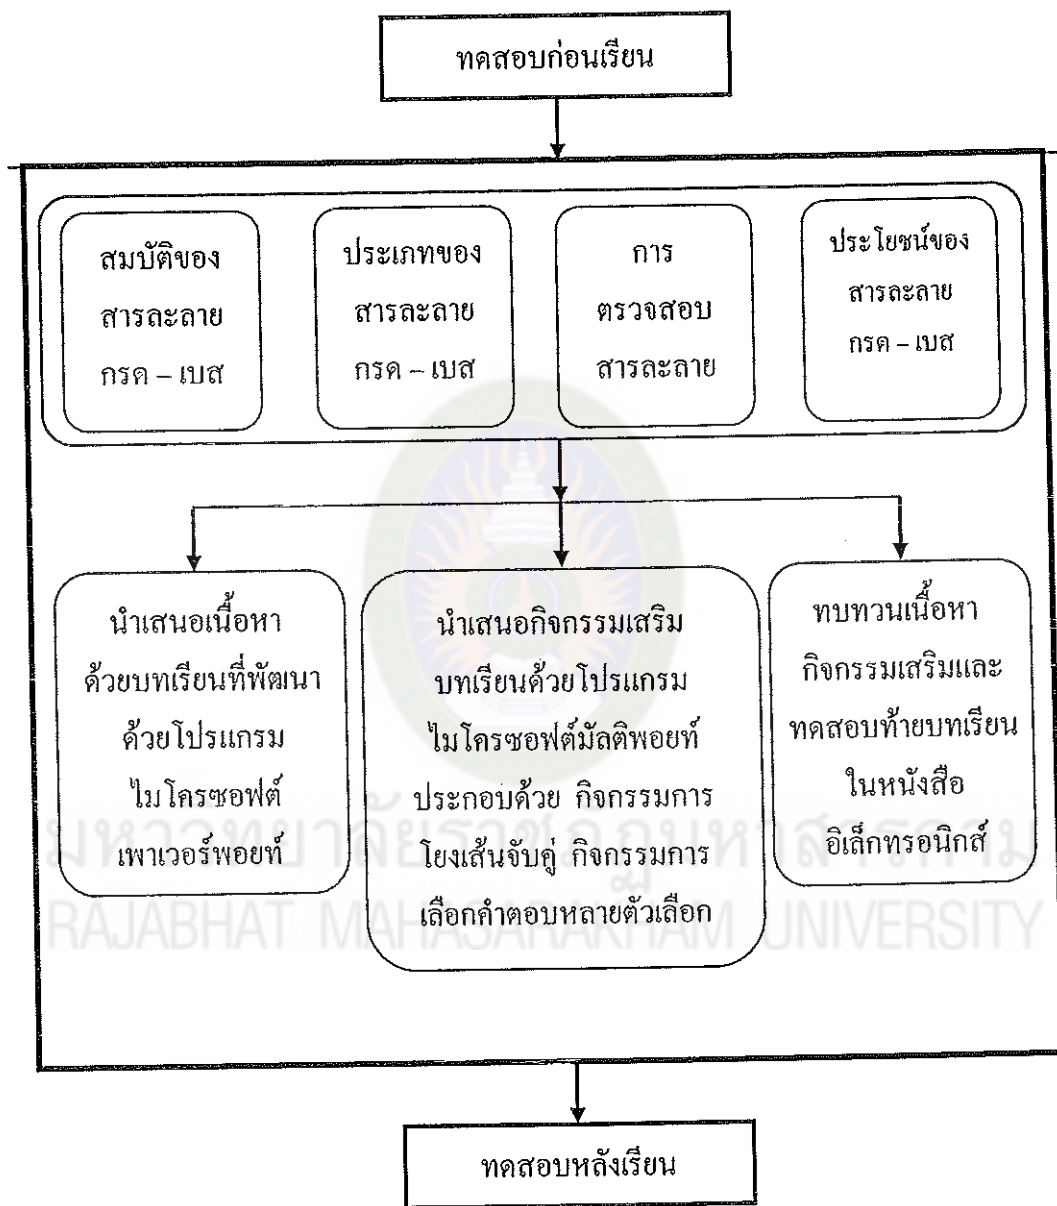 ทดสอบก่อนเรียน
สมบัติของ
สารละลาย
กรด – เบส
ประเภทของ
สารละลาย
กรด – เบส
การ
ตรวจสอบ
สารละลาย
ประโยชน์ของ
สารละลาย
กรด – เบส
นำเสนอเนื้อหา
ด้วยบทเรียนที่พัฒนา
ด้วยโปรแกรม
ไมโครซอฟต์
เพาเวอร์พอยท์
นำเสนอกิจกรรมเสริม
บทเรียนด้วยโปรแกรม
ไมโครซอฟต์มัลติพอยท์
ประกอบด้วย กิจกรรมการ
โยงเส้นจับคู่ กิจกรรมการ
เลือกคำตอบหลายตัวเลือก
ทบทวนเนื้อหา
กิจกรรมเสริมและ
ทดสอบท้ายบทเรียน
ในหนังสือ
อิเล็กทรอนิกส์
มหาวิทยาลัยราชภัฏมหาสารคาม
RAJABHAT MAHASARAKHAM UNIVERSITY
ทดสอบหลังเรียน